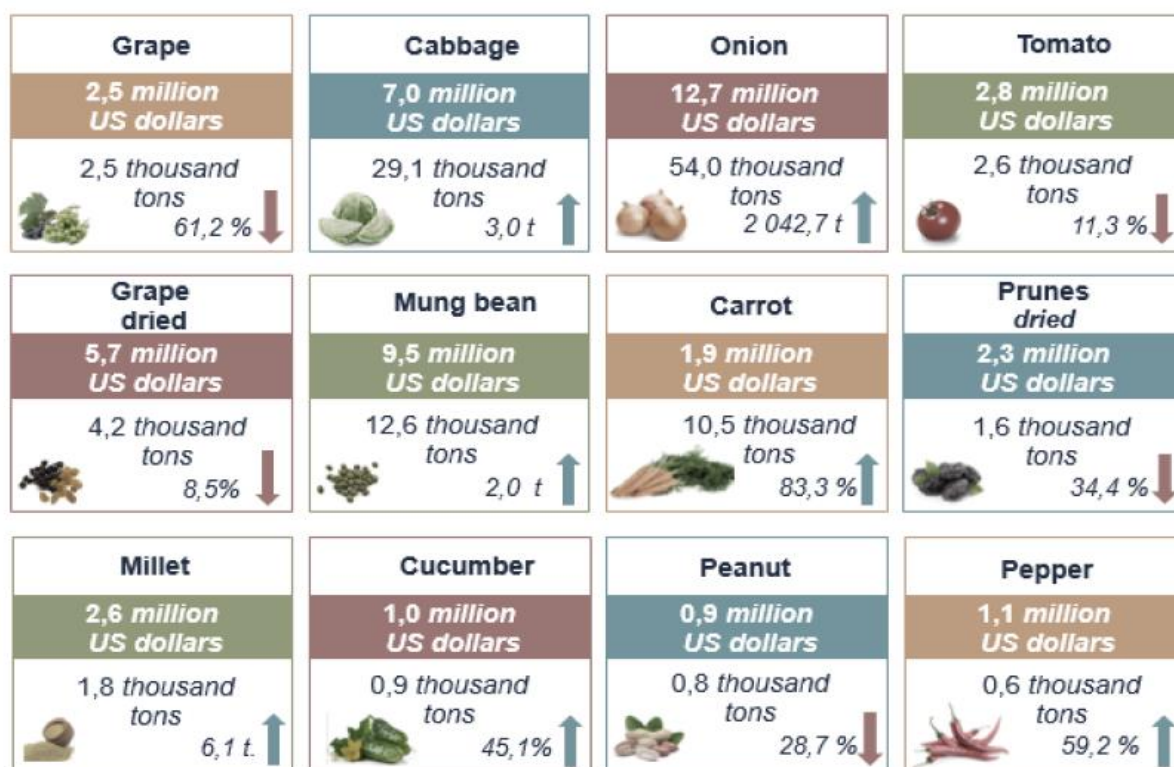 Grape
2,5 million
US dollars
2,5 thousand
tons
61,2 %
Cabbage
7,0 million
US dollars
29,1 thousand
tons
3,0 t
Onion
12,7 million
US dollars
54,0 thousand
tons
2 042,7 t
Tomato
2,8 million
US dollars
2,6 thousand
tons
11,3 %
Grape
dried
5,7 million
US dollars
4,2 thousand
tons
8,5%
Mung bean
9,5 million
US dollars
12,6 thousand
tons
2,0 t
Carrot
1,9 million
US dollars
10,5 thousand
tons
83,3 %
Prunes
dried
2,3 million
US dollars
1,6 thousand
tons
34,4 %
Millet
2,6 million
US dollars
1,8 thousand
tons
6,1 t.
Cucumber
1,0 million
US dollars
0,9 thousand
tons
45,1%
Peanut
0,9 million
US dollars
0,8 thousand
tons
28,7 %
Pepper
1,1 million
US dollars
0,6 thousand
tons
59,2 %